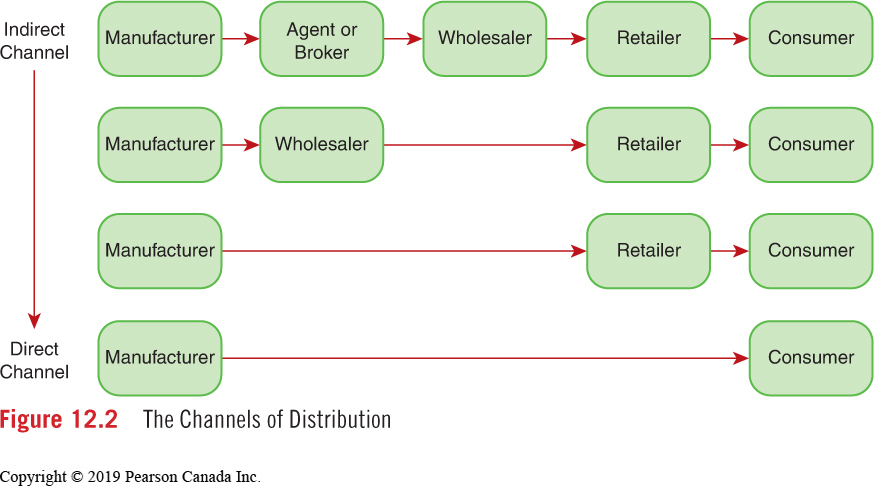 Indirect
Channel
Manufacturer
Agent or
Broker
Wholesaler
Retailer
Consumer
Manufacturer
Wholesaler
Retailer
Consumer
Manufacturer
Retailer
Consumer
Direct
Channel
Manufacturer
Consumer
Figure 12.2 The Channels of Distribution
Copyright © 2019 Pearson Canada Inc.